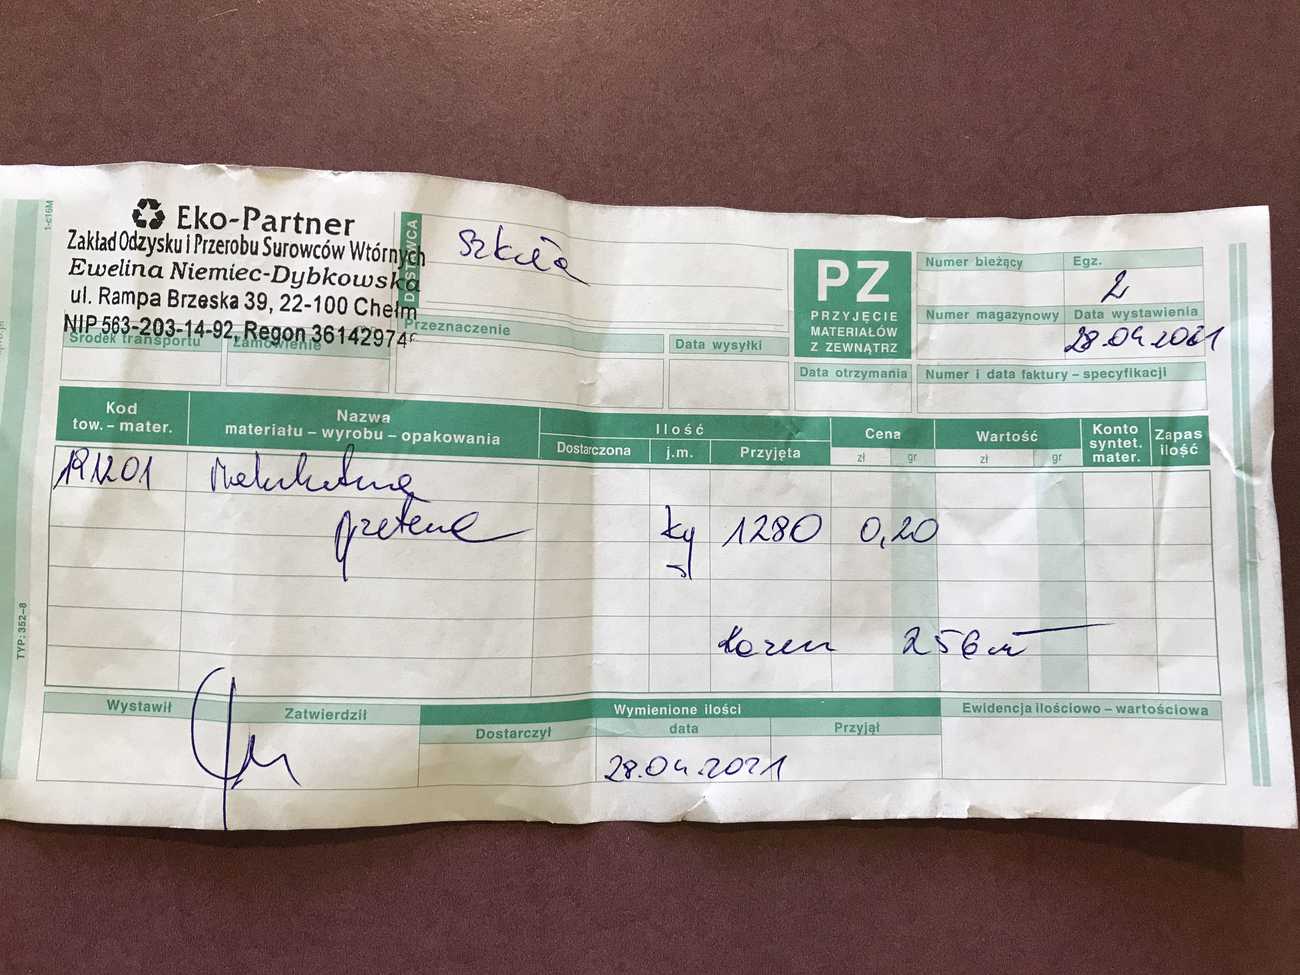 1-c16M
Eko-Partner
Zakład Odzysku i Przerobu Surowców Wtórnych
Ewelina Niemiec-Dybkowska
ul. Rampa Brzeska 39, 22-100 Chełm
NIP 563-203-14-92, Regon 36142974
DOSTAWCA
Szkoła
Przeznaczenie
Środek transportu
Zamówienie
Data wysyłki
PZ
PRZYJĘCIE
MATERIAŁÓW
Z ZEWNĄTRZ
Numer bieżący
Egz.
2
Numer magazynowy
Data wystawienia
28.04.2021
Data otrzymania
Numer i data faktury – specyfikacji
Kod
tow. – mater.
Nazwa
materiału – wyrobu – opakowania
Ilość
Dostarczona
j.m.
Przyjęta
Cena
zł gr
Wartość
zł gr
Konto
syntet.
mater.
Zapas
ilość
191201 Makulatura
kg 1280 0,20
Razem 256
TYP: 352–8
Wystawił
Zatwierdził
Wymienione ilości
Dostarczył
data
Przyjął
28.04.2021
Ewidencja ilościowo – wartościowa